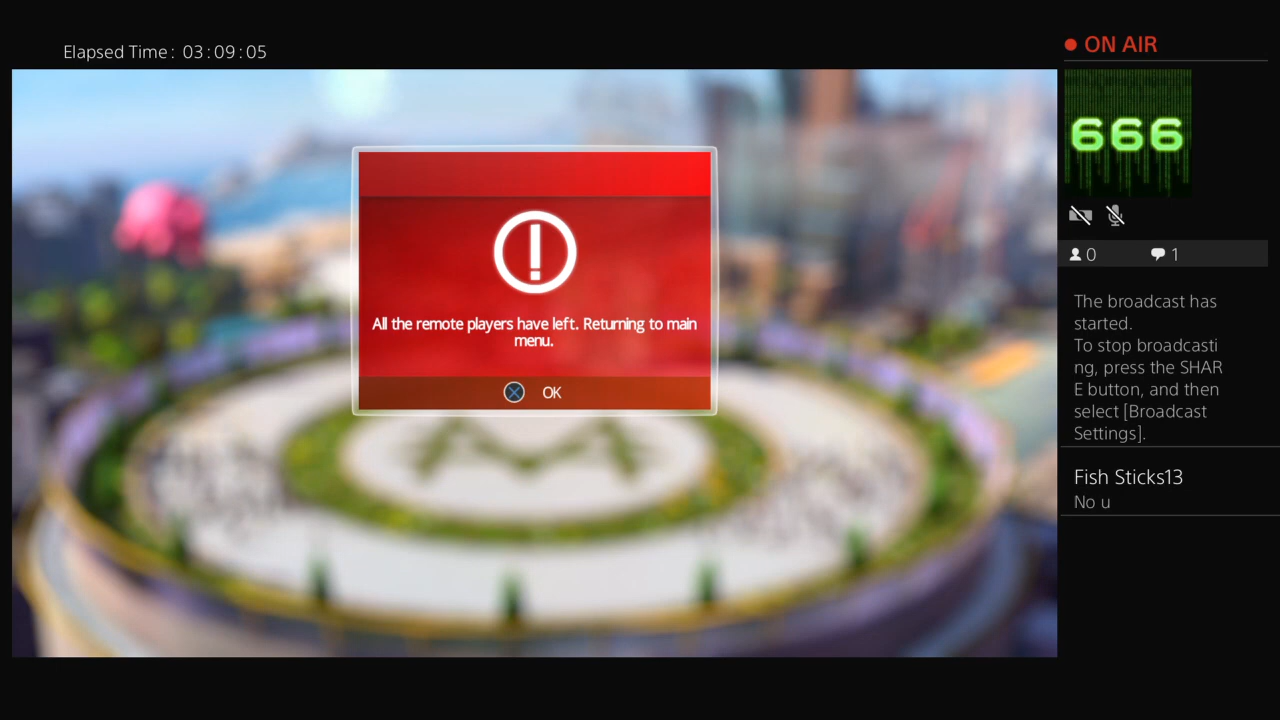 Elapsed Time: 03:09:05
ON AIR
666
0 1
All the remote players have left. Returning to main
menu.
OK
The broadcast has
started.
To stop broadcasti
ng, press the SHAR
E button, and then
select [Broadcast
Settings].
Fish Sticks13
No u
M